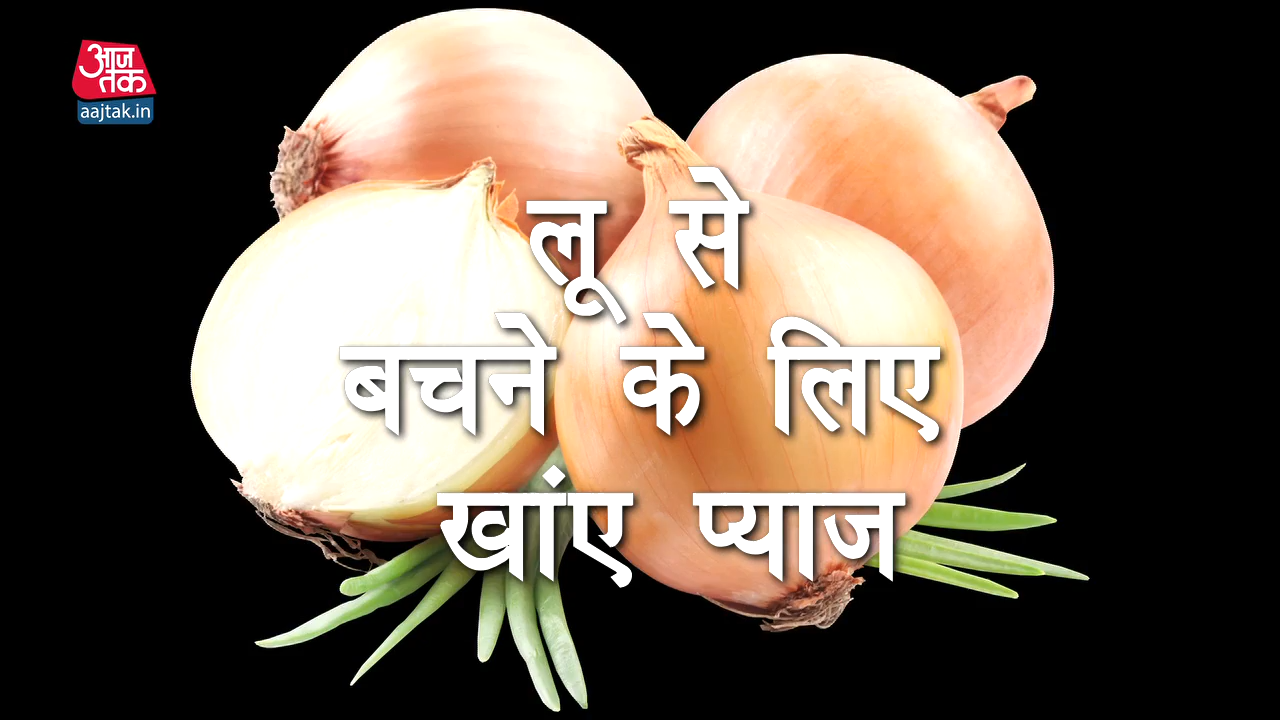 आज
तक
aajtak.in
लू से
बचने के लिए
खांए प्याज